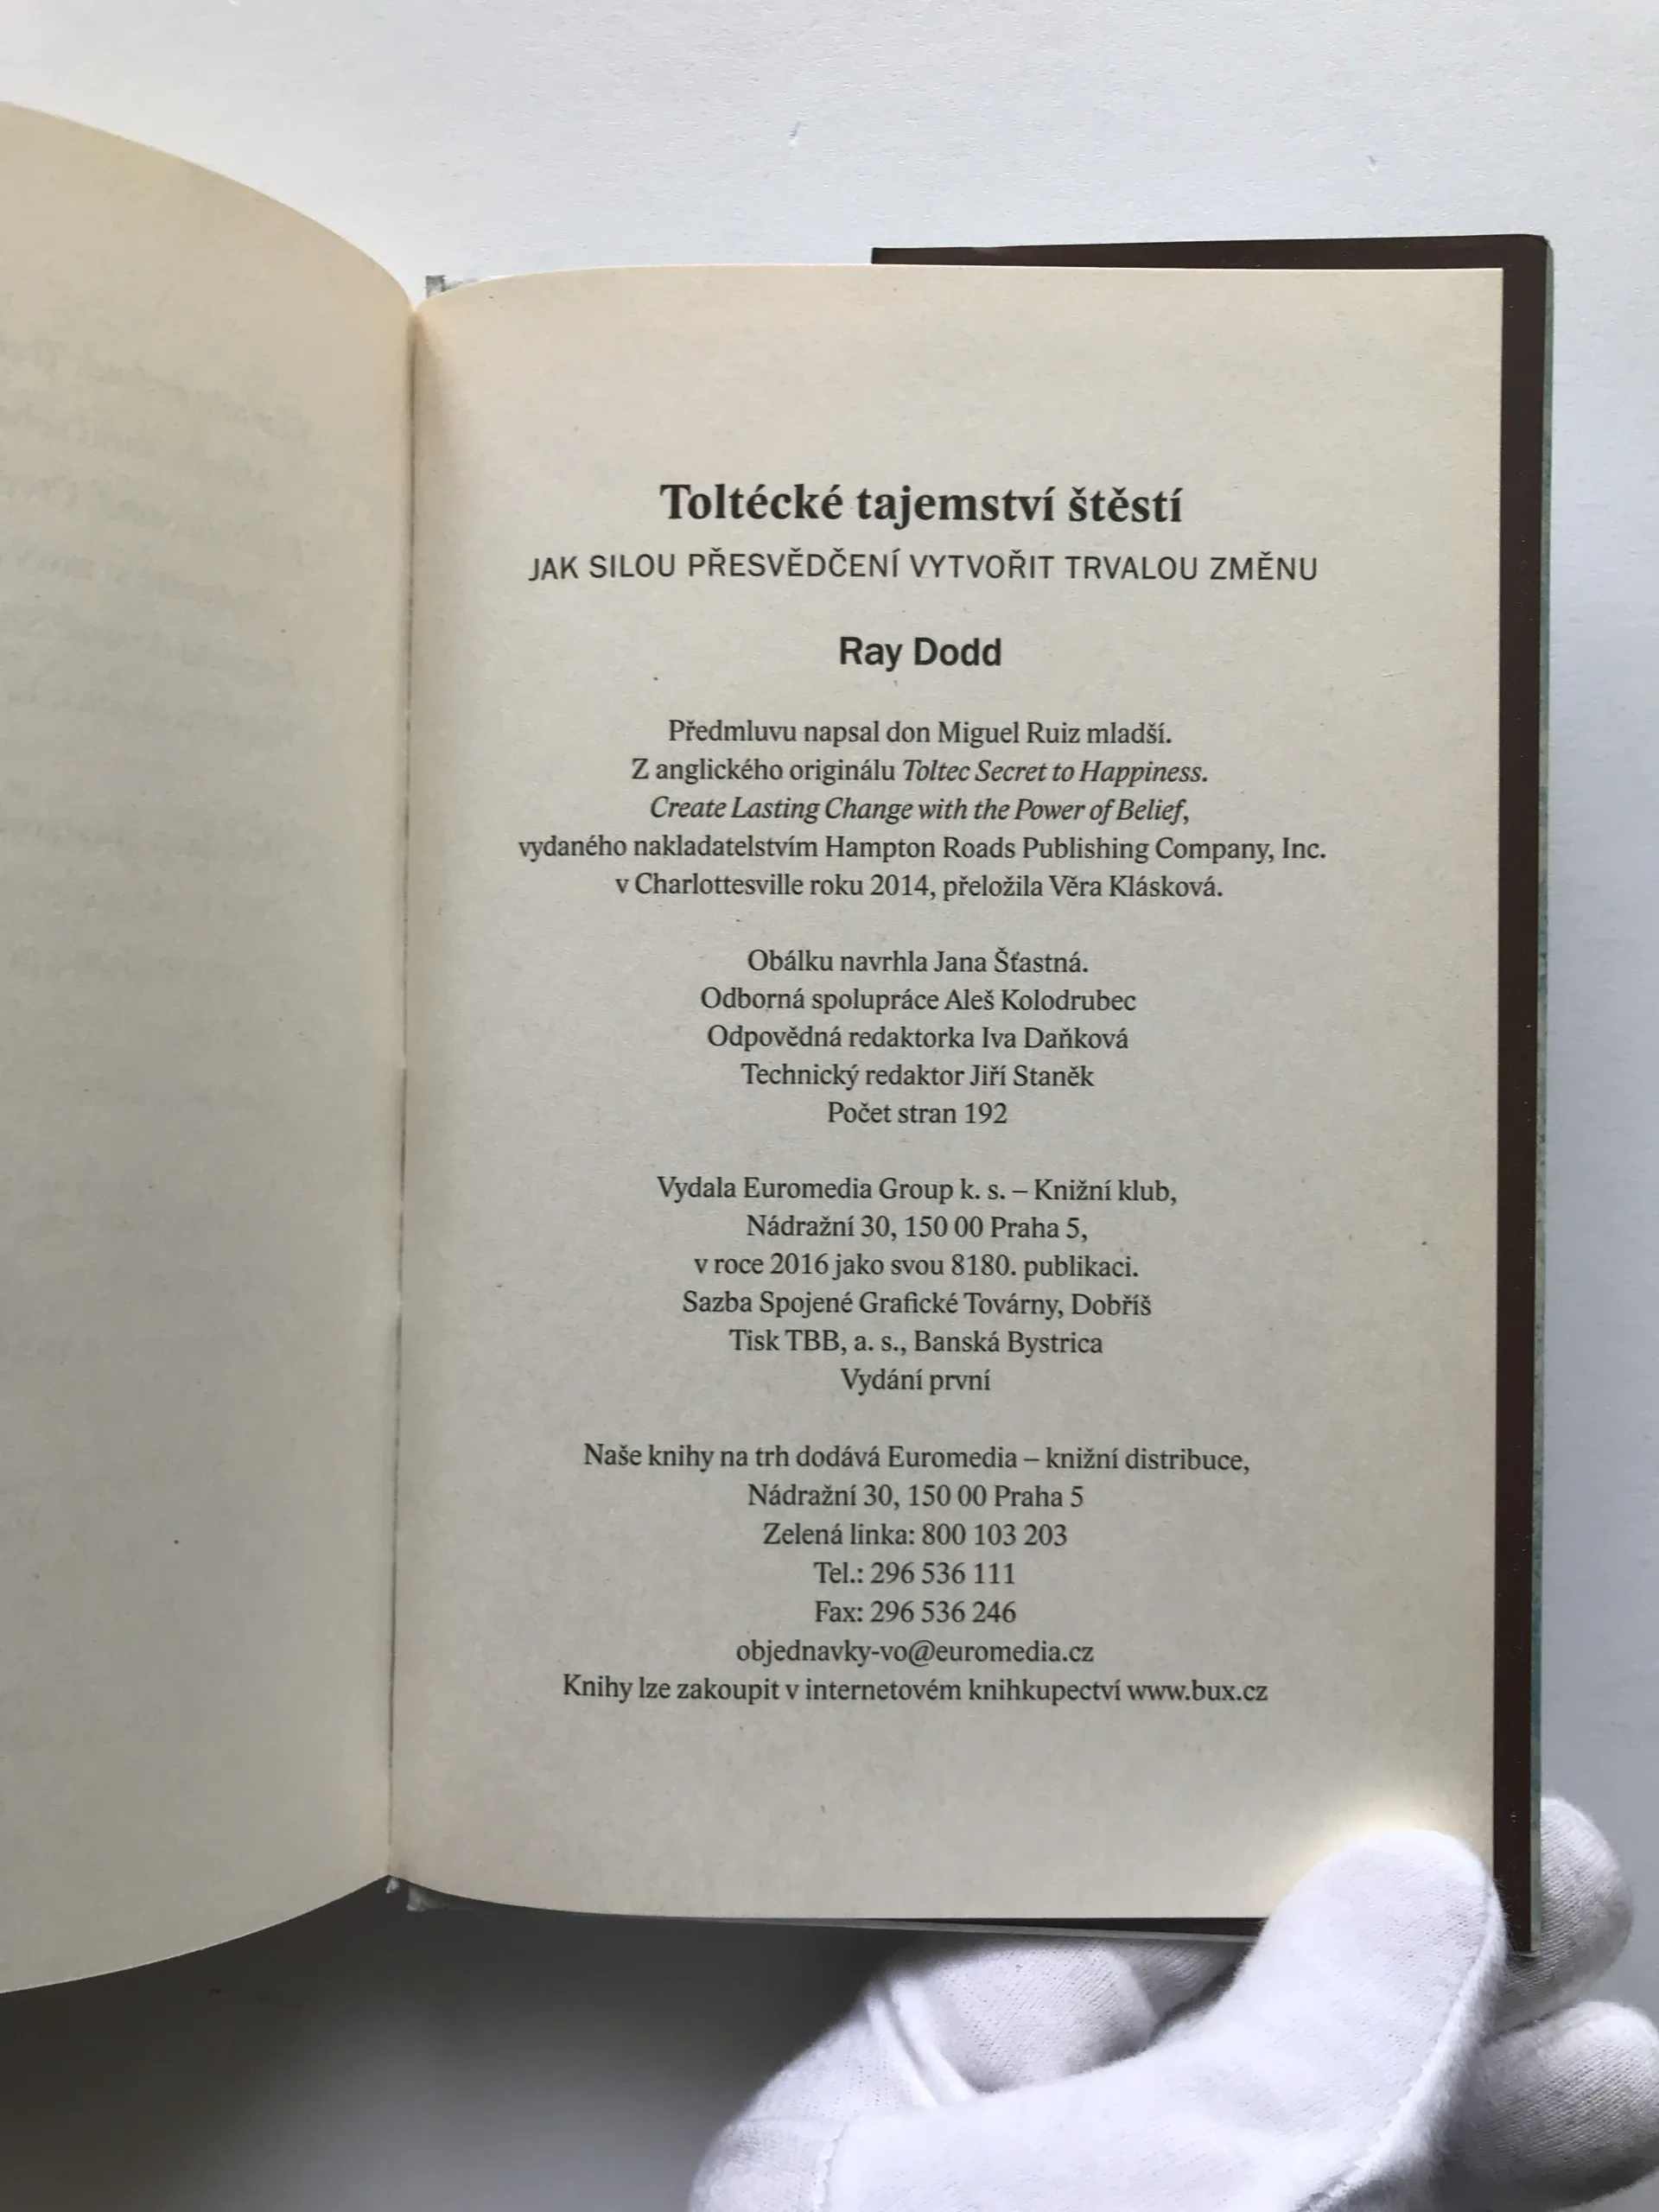 Toltécké tajemství štěstí
JAK SILOU PŘESVĚDČENÍ VYTVOŘIT TRVALOU ZMĚNU
Ray Dodd
Předmluvu napsal don Miguel Ruiz mladší.
Z anglického originálu Toltec Secret to Happiness.
Create Lasting Change with the Power of Belief,
vydaného nakladatelstvím Hampton Roads Publishing Company, Inc.
v Charlottesville roku 2014, přeložila Věra Klásková.
Obálku navrhla Jana Šťastná.
Odborná spolupráce Aleš Kolodrubec
Odpovědná redaktorka Iva Daňková
Technický redaktor Jiří Staněk
Počet stran 192
Vydala Euromedia Group k. s. – Knižní klub,
Nádražní 30, 150 00 Praha 5,
v roce 2016 jako svou 8180. publikaci.
Sazba Spojené Grafické Továrny, Dobříš
Tisk TBB, a. s., Banská Bystrica
Vydání první
Naše knihy na trh dodává Euromedia – knižní distribuce,
Nádražní 30, 150 00 Praha 5
Zelená linka: 800 103 203
Tel.: 296 536 111
Fax: 296 536 246
objednavky-vo@euromedia.cz
Knihy lze zakoupit v internetovém knihkupectví www.bux.cz